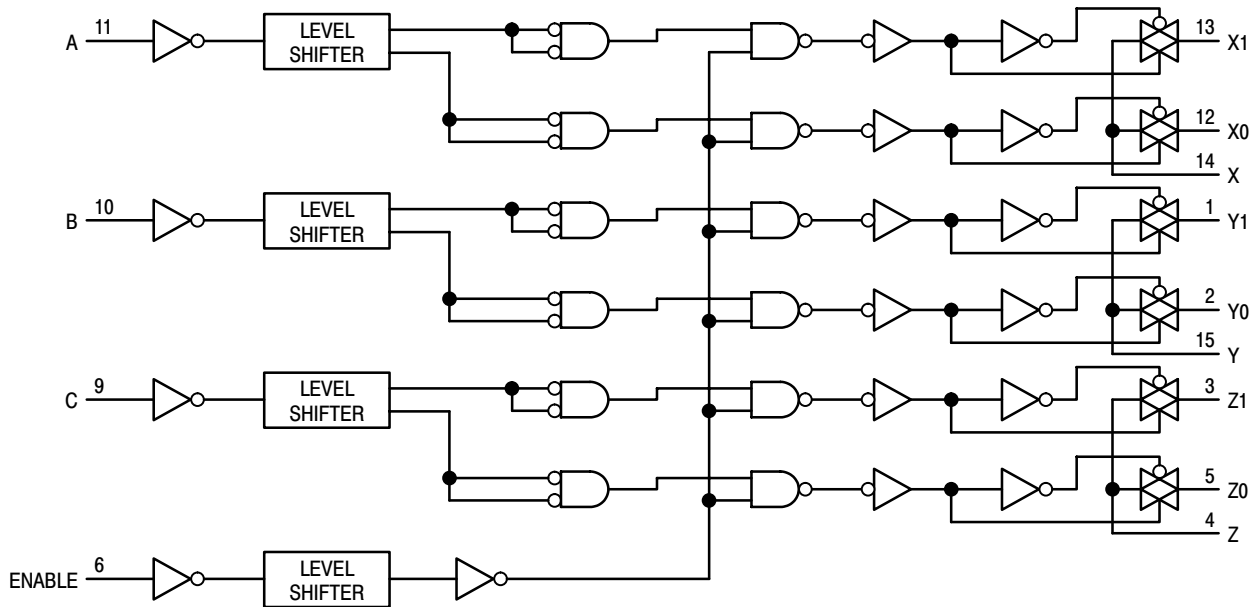 A
11
LEVEL
SHIFTER
13
X1
12
X0
14
X
B
10
LEVEL
SHIFTER
1
Y1
2
Y0
15
Y
C
9
LEVEL
SHIFTER
3
Z1
5
Z0
4
Z
ENABLE
6
LEVEL
SHIFTER